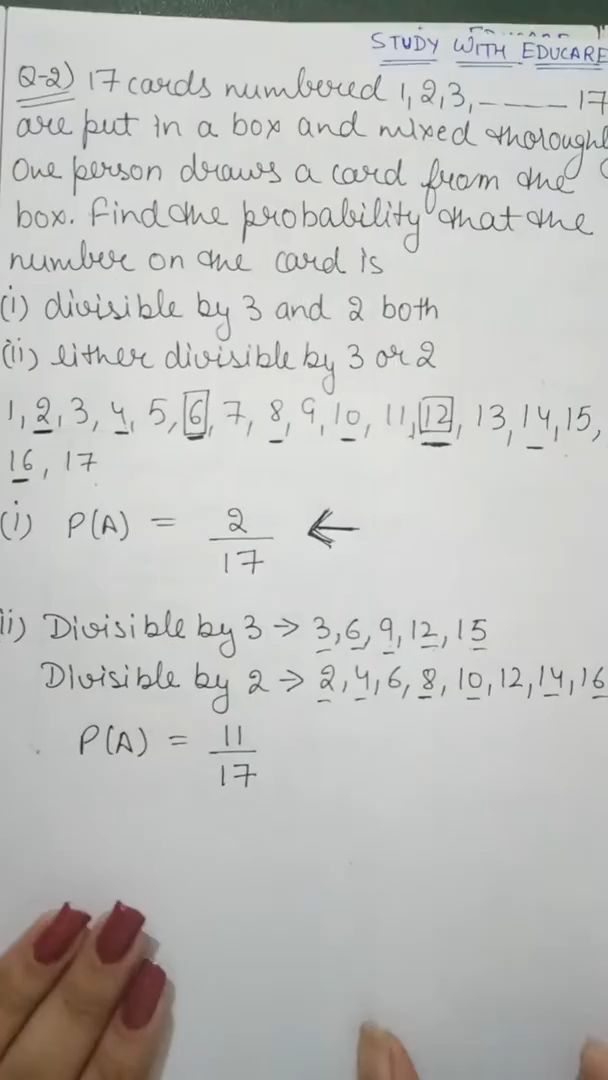 STUDY WITH EDUCARE
Q-2) 17 cards numbered 1, 2, 3, _ ___ 17
are put in a box and mixed thoroughl
One person draws a card from the
box. Find the probability that the
number on the card is
(i) divisible by 3 and 2 both
(ii) either divisible by 3 or 2
1, 2, 3, 4, 5, 6, 7, 8, 9, 10, 11, 12, 13, 14, 15,
16, 17
(i) P(A) = 2/17 ←
ii) Divisible by 3 → 3, 6, 9, 12, 15
Divisible by 2 → 2, 4, 6, 8, 10, 12, 14, 16
P(A) = 11/17